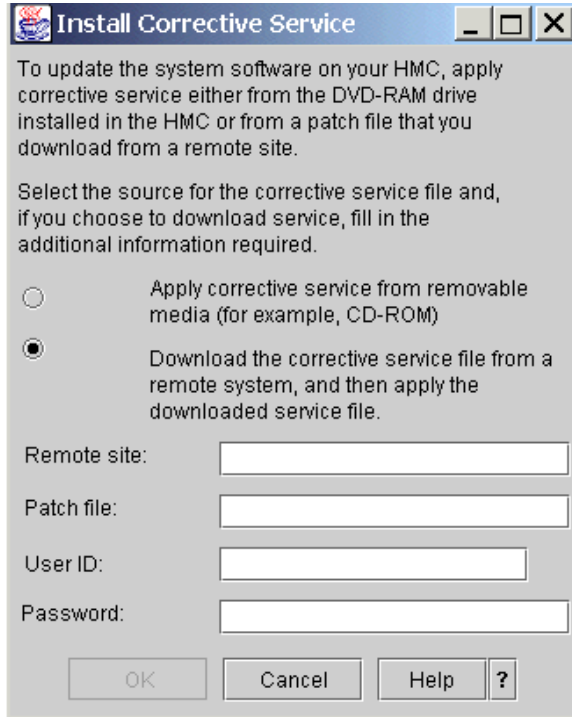 Install Corrective Service
To update the system software on your HMC, apply
corrective service either from the DVD-RAM drive
installed in the HMC or from a patch file that you
download from a remote site.
Select the source for the corrective service file and,
if you choose to download service, fill in the
additional information required.
Apply corrective service from removable
media (for example, CD-ROM)
Download the corrective service file from a
remote system, and then apply the
downloaded service file.
Remote site:
Patch file:
User ID:
Password:
OK Cancel Help ?